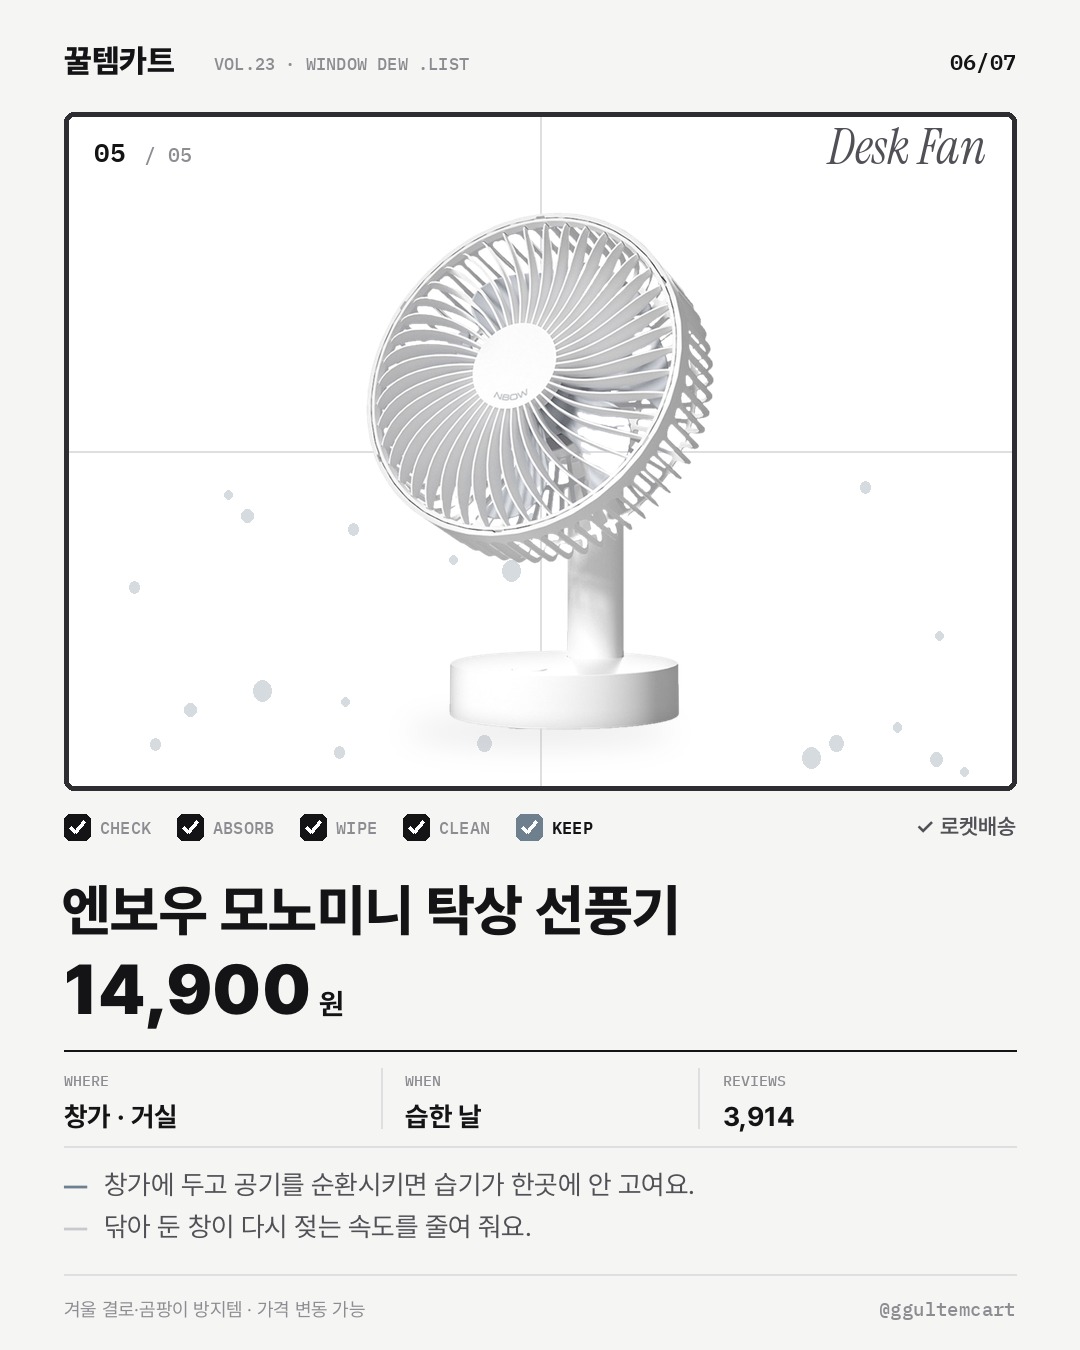 꿀템카트 VOL.23 · WINDOW DEW .LIST 06/07
05 / 05 Desk Fan
NBOW
CHECK ABSORB WIPE CLEAN KEEP ✓ 로켓배송
엔보우 모노미니 탁상 선풍기
14,900 원
WHERE WHEN REVIEWS
창가 · 거실 습한 날 3,914
— 창가에 두고 공기를 순환시키면 습기가 한곳에 안 고여요.
— 닦아 둔 창이 다시 젖는 속도를 줄여 줘요.
겨울 결로·곰팡이 방지템 · 가격 변동 가능 @ggultemcart